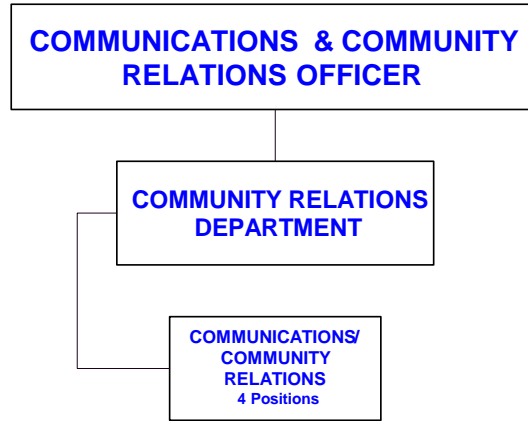 COMMUNICATIONS & COMMUNITY
RELATIONS OFFICER
COMMUNITY RELATIONS
DEPARTMENT
COMMUNICATIONS/
COMMUNITY
RELATIONS
4 Positions